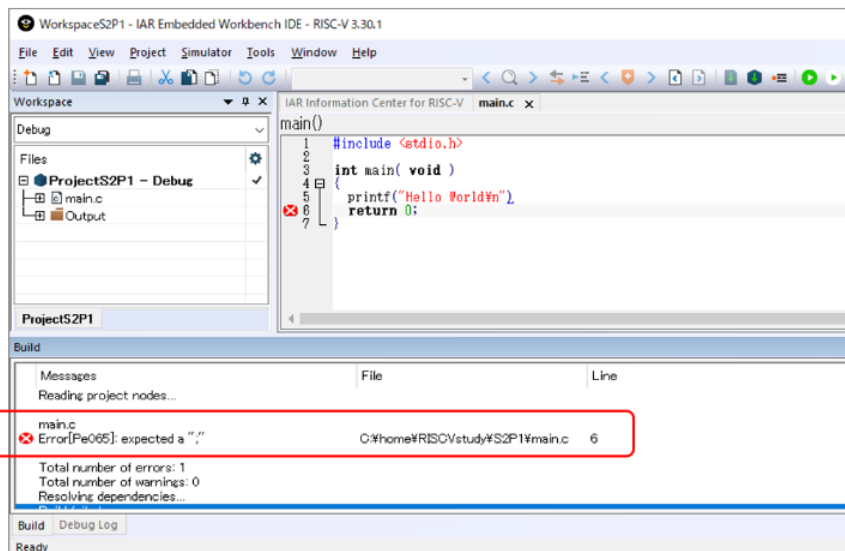 WorkspaceS2P1 - IAR Embedded Workbench IDE - RISC-V 3.30.1
File Edit View Project Simulator Tools Window Help
Workspace
IAR Information Center for RISC-V main.c x
Debug
main()
Files
ProjectS2P1 - Debug
main.c
Output
1 #include <stdio.h>
2
3 int main( void )
4 {
5 printf("Hello World¥n")
6 return 0;
7 }
ProjectS2P1
Build
Messages File Line
Reading project nodes...
main.c
Error[Pe065]: expected a ";" C:¥home¥RISCVstudy¥S2P1¥main.c 6
Total number of errors: 1
Total number of warnings: 0
Resolving dependencies...
Build Debug Log
Ready